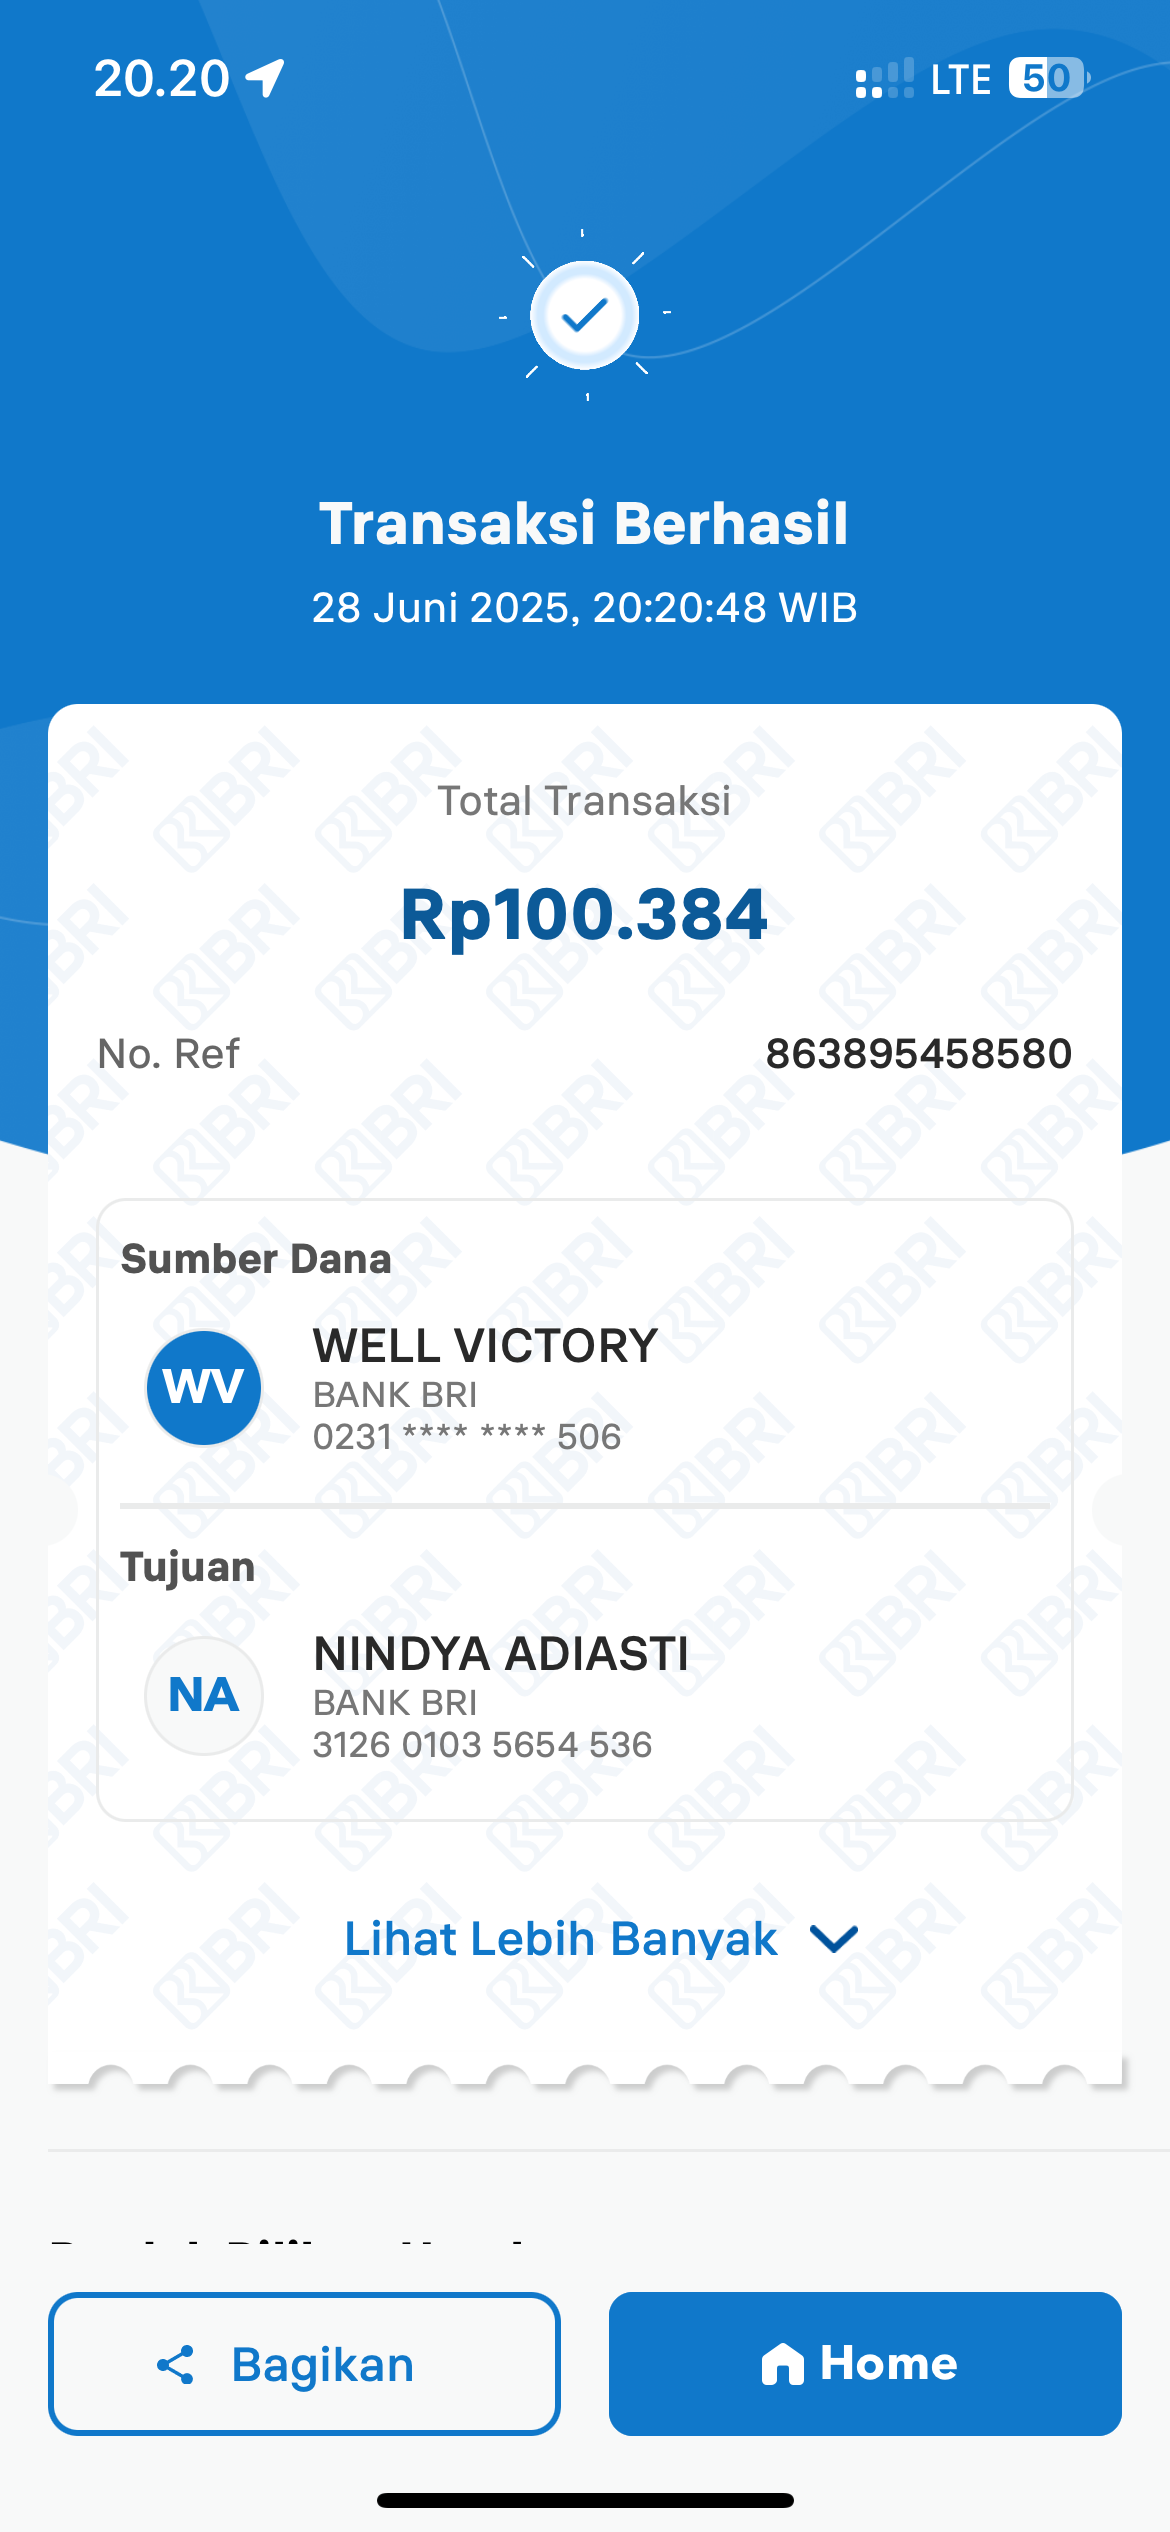 20.20
LTE 50
Transaksi Berhasil
28 Juni 2025, 20:20:48 WIB
Total Transaksi
Rp100.384
No. Ref 863895458580
Sumber Dana
WV
WELL VICTORY
BANK BRI
0231 **** **** 506
Tujuan
NA
NINDYA ADIASTI
BANK BRI
3126 0103 5654 536
Lihat Lebih Banyak
Bagikan
Home